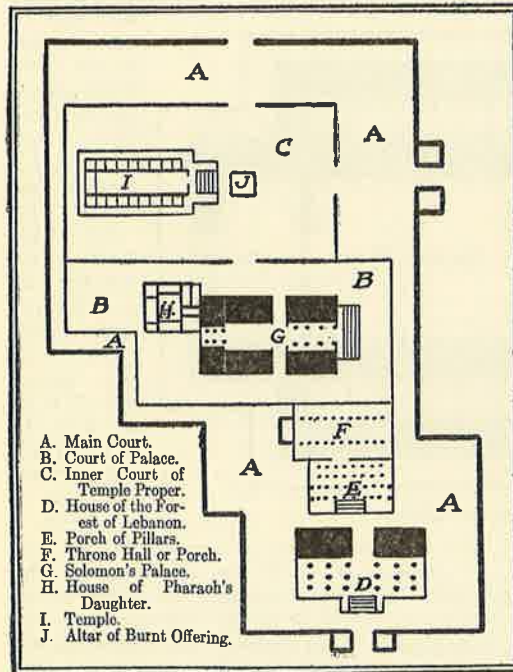 A
A
C
I
J
B
B
H.
G
A
F
A
E
A
D
A. Main Court.
B. Court of Palace.
C. Inner Court of
Temple Proper.
D. House of the For-
est of Lebanon.
E. Porch of Pillars.
F. Throne Hall or Porch.
G. Solomon's Palace.
H. House of Pharaoh's
Daughter.
I. Temple.
J. Altar of Burnt Offering.